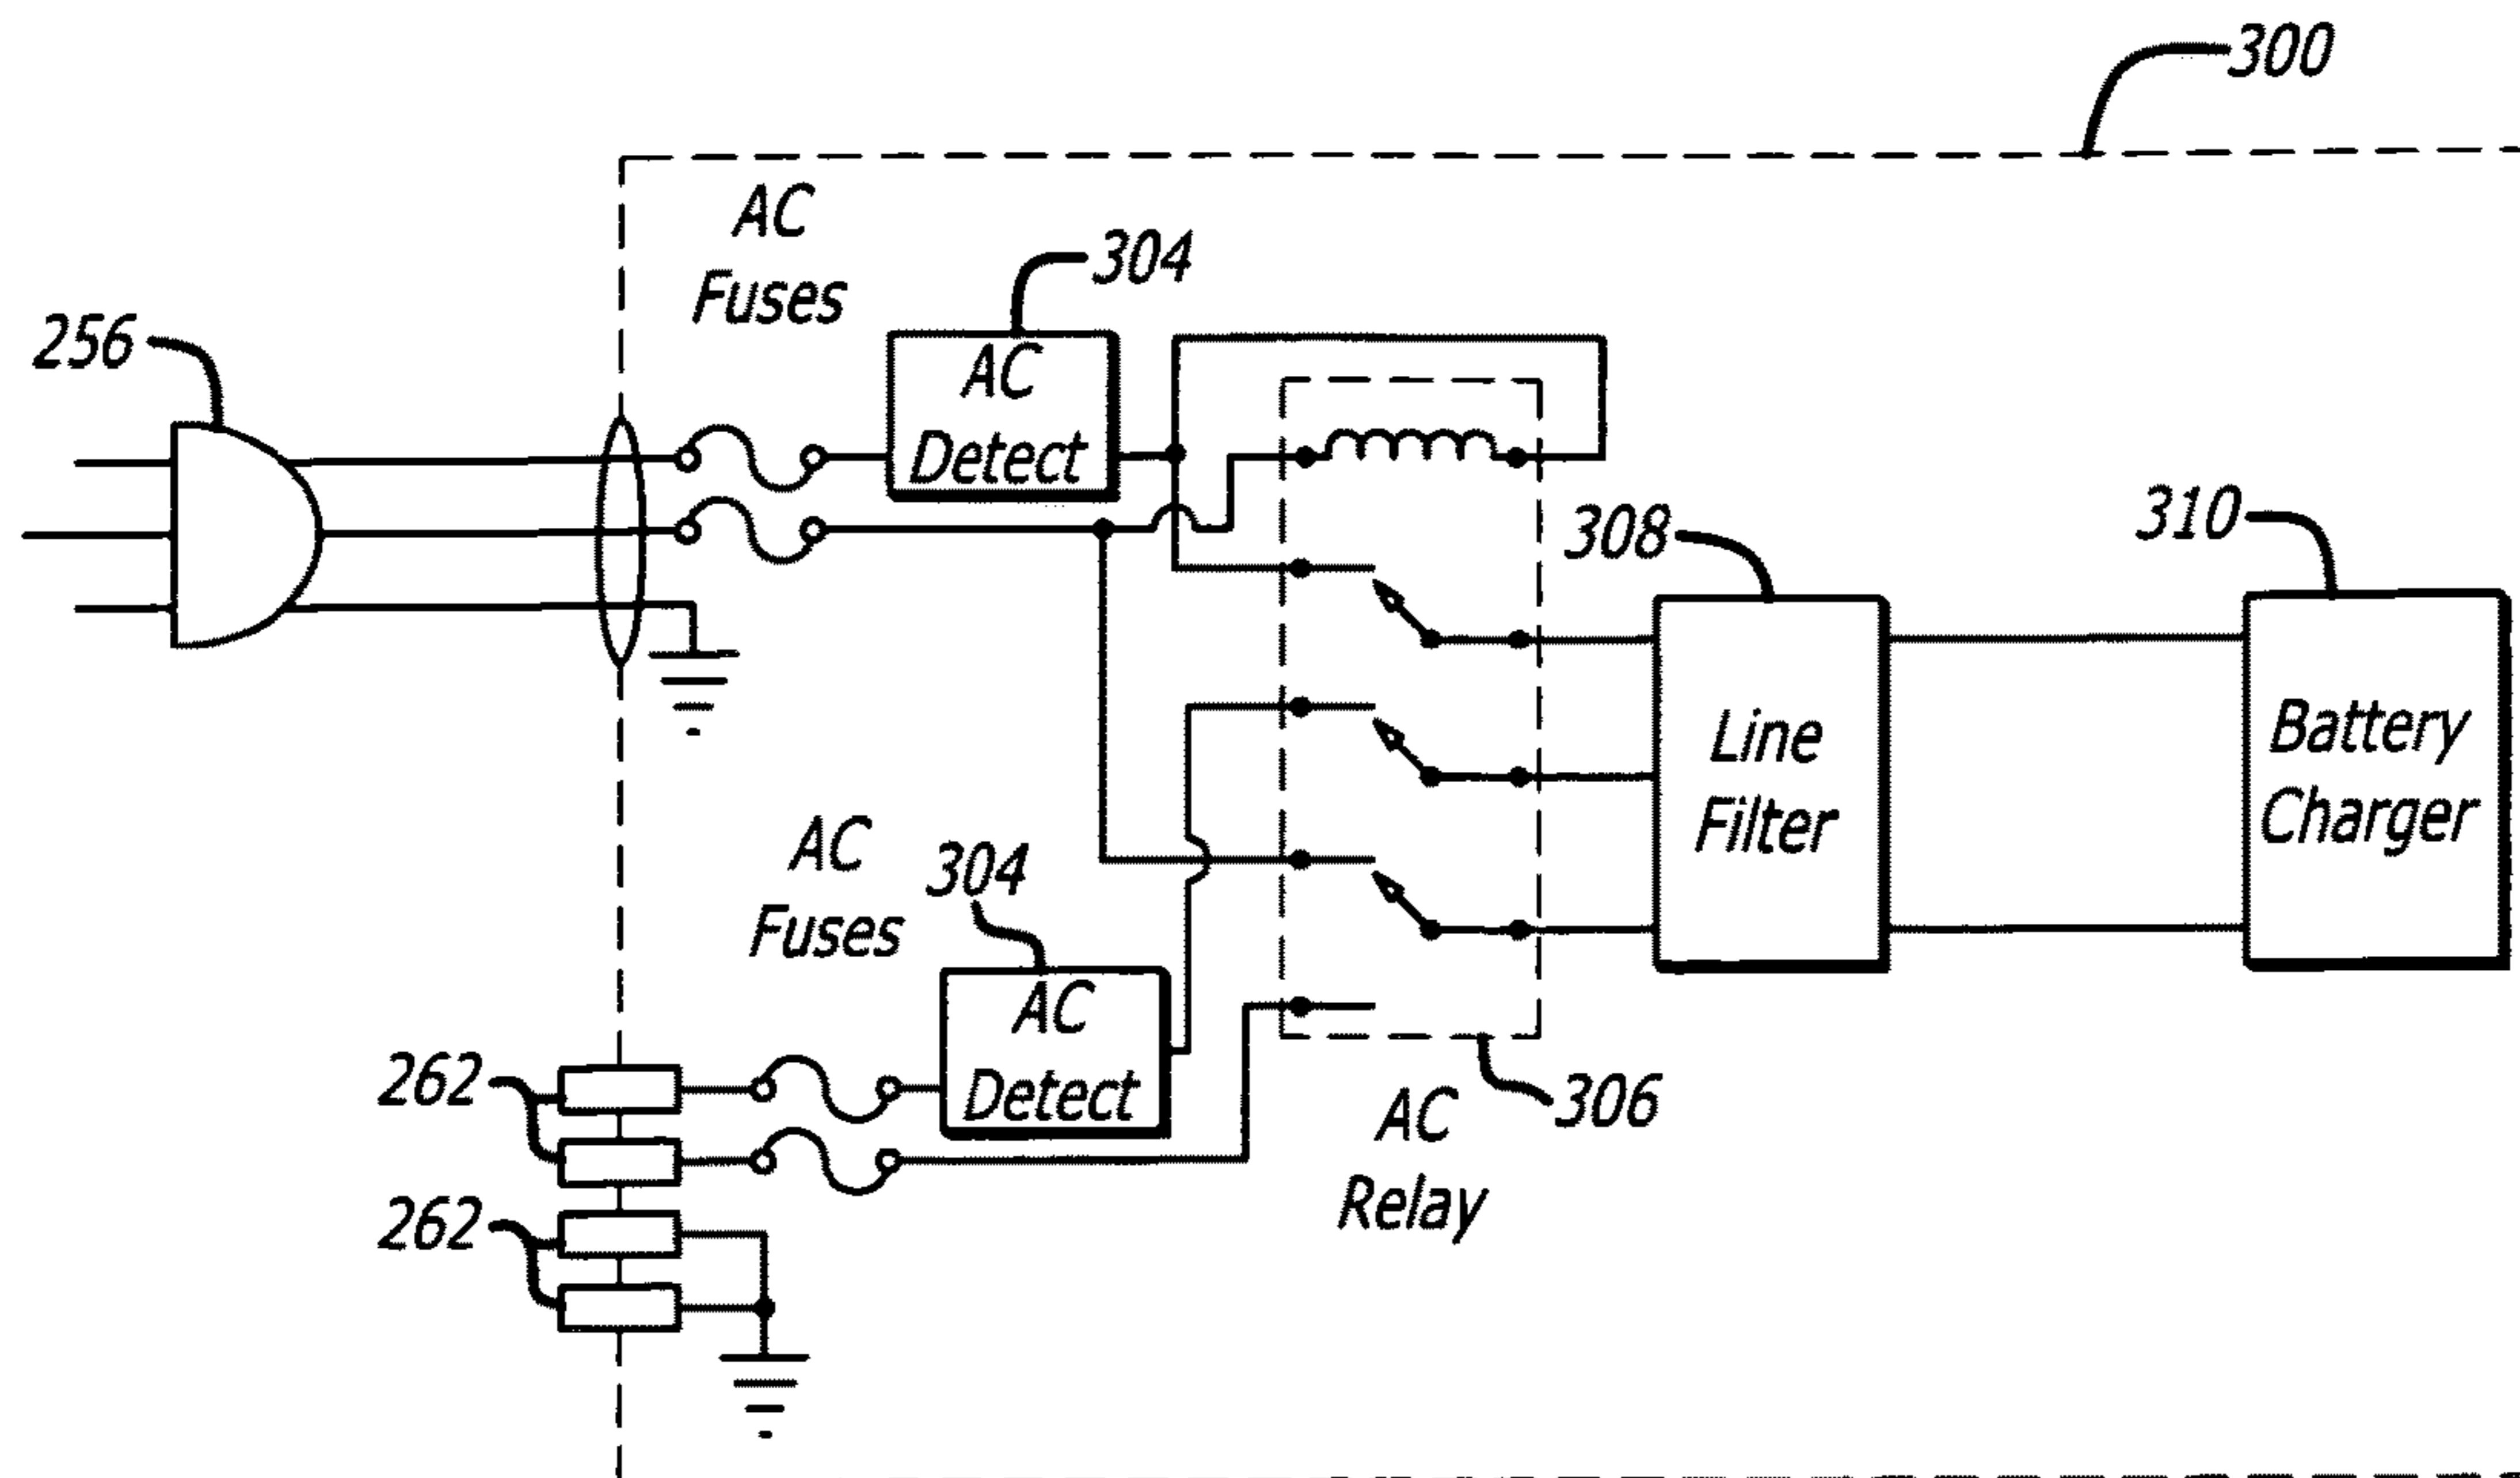 300
AC
Fuses
304
256
AC
Detect
308
310
Line
Filter
Battery
Charger
AC
Fuses
304
AC
Detect
262
262
306
AC
Relay